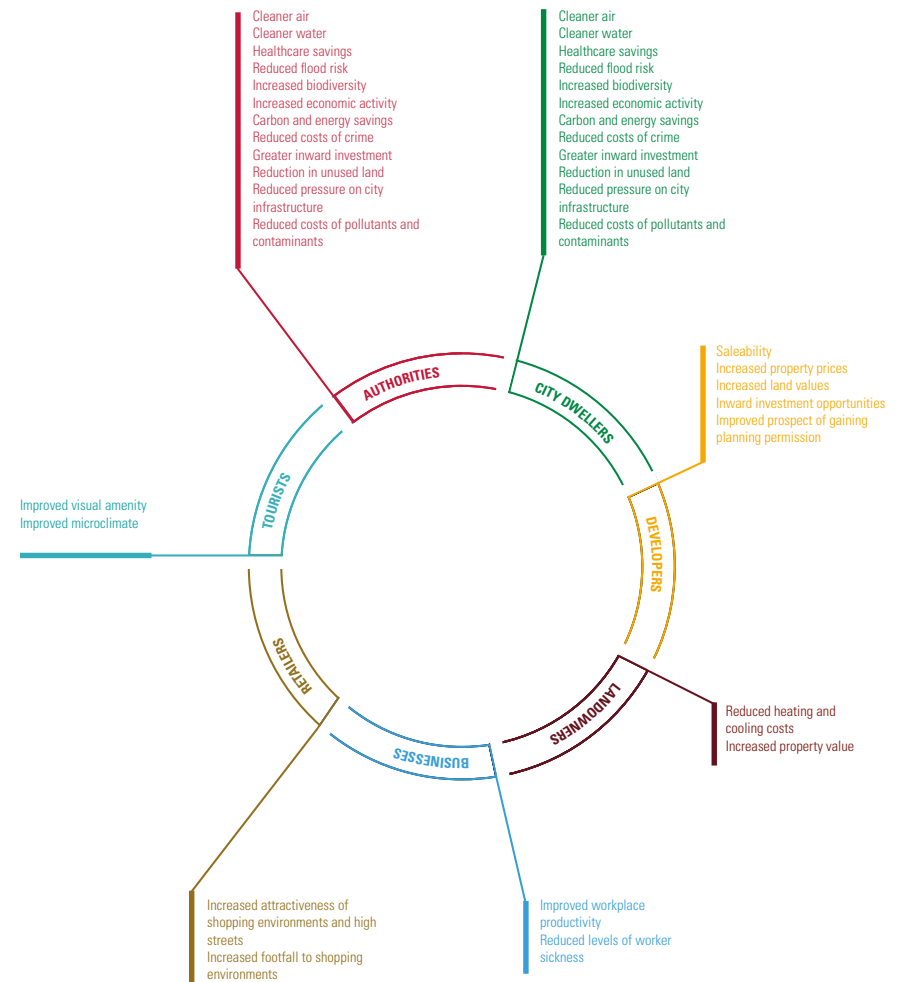 Cleaner air
Cleaner water
Healthcare savings
Reduced flood risk
Increased biodiversity
Increased economic activity
Carbon and energy savings
Reduced costs of crime
Greater inward investment
Reduction in unused land
Reduced pressure on city
infrastructure
Reduced costs of pollutants and
contaminants
Cleaner air
Cleaner water
Healthcare savings
Reduced flood risk
Increased biodiversity
Increased economic activity
Carbon and energy savings
Reduced costs of crime
Greater inward investment
Reduction in unused land
Reduced pressure on city
infrastructure
Reduced costs of pollutants and
contaminants
AUTHORITIES
CITY DWELLERS
Saleability
Increased property prices
Increased land values
Inward investment opportunities
Improved prospect of gaining
planning permission
TOURISTS
DEVELOPERS
Improved visual amenity
Improved microclimate
RETAILERS
LANDOWNERS
BUSINESSES
Reduced heating and
cooling costs
Increased property value
Increased attractiveness of
shopping environments and high
streets
Increased footfall to shopping
environments
Improved workplace
productivity
Reduced levels of worker
sickness